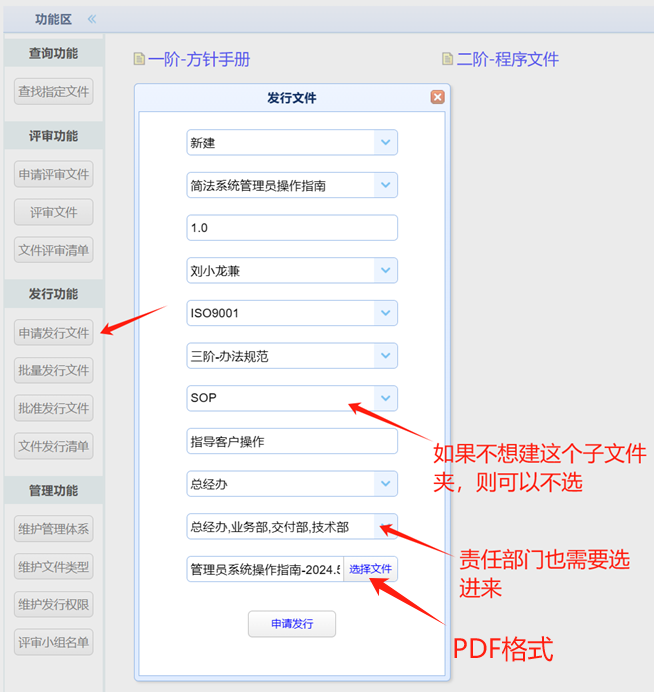 功能区 «
查询功能
查找指定文件
评审功能
申请评审文件
评审文件
文件评审清单
发行功能
申请发行文件
批量发行文件
批准发行文件
文件发行清单
管理功能
维护管理体系
维护文件类型
维护发行权限
评审小组名单
一阶-方针手册
二阶-程序文件
发行文件
新建
简法系统管理员操作指南
1.0
刘小龙兼
ISO9001
三阶-办法规范
SOP
指导客户操作
总经办
总经办,业务部,交付部,技术部
管理员系统操作指南-2024.5 选择文件
申请发行
如果不想建这个子文件
夹，则可以不选
责任部门也需要选
进来
PDF格式